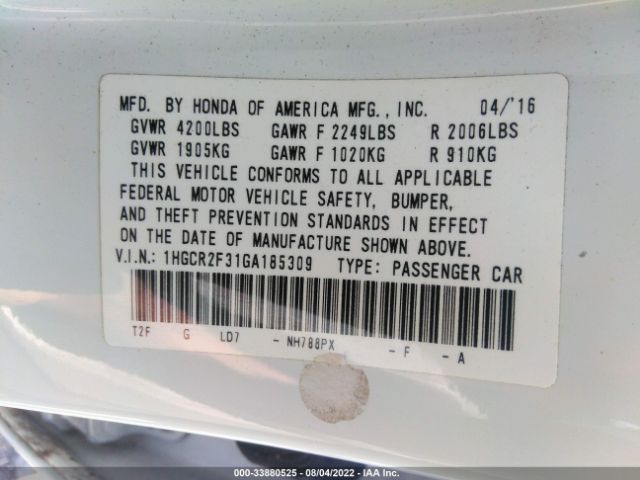 MFD. BY HONDA OF AMERICA MFG., INC. 04/'16
GVWR 4200LBS GAWR F 2249LBS R 2006LBS
GVWR 1905KG GAWR F 1020KG R 910KG
THIS VEHICLE CONFORMS TO ALL APPLICABLE
FEDERAL MOTOR VEHICLE SAFETY, BUMPER,
AND THEFT PREVENTION STANDARDS IN EFFECT
ON THE DATE OF MANUFACTURE SHOWN ABOVE.
V.I.N.: 1HGCR2F31GA185309 TYPE: PASSENGER CAR
T2F G LD7 - NH788PX - F - A
000-33880525 - 08/04/2022 - IAA Inc.